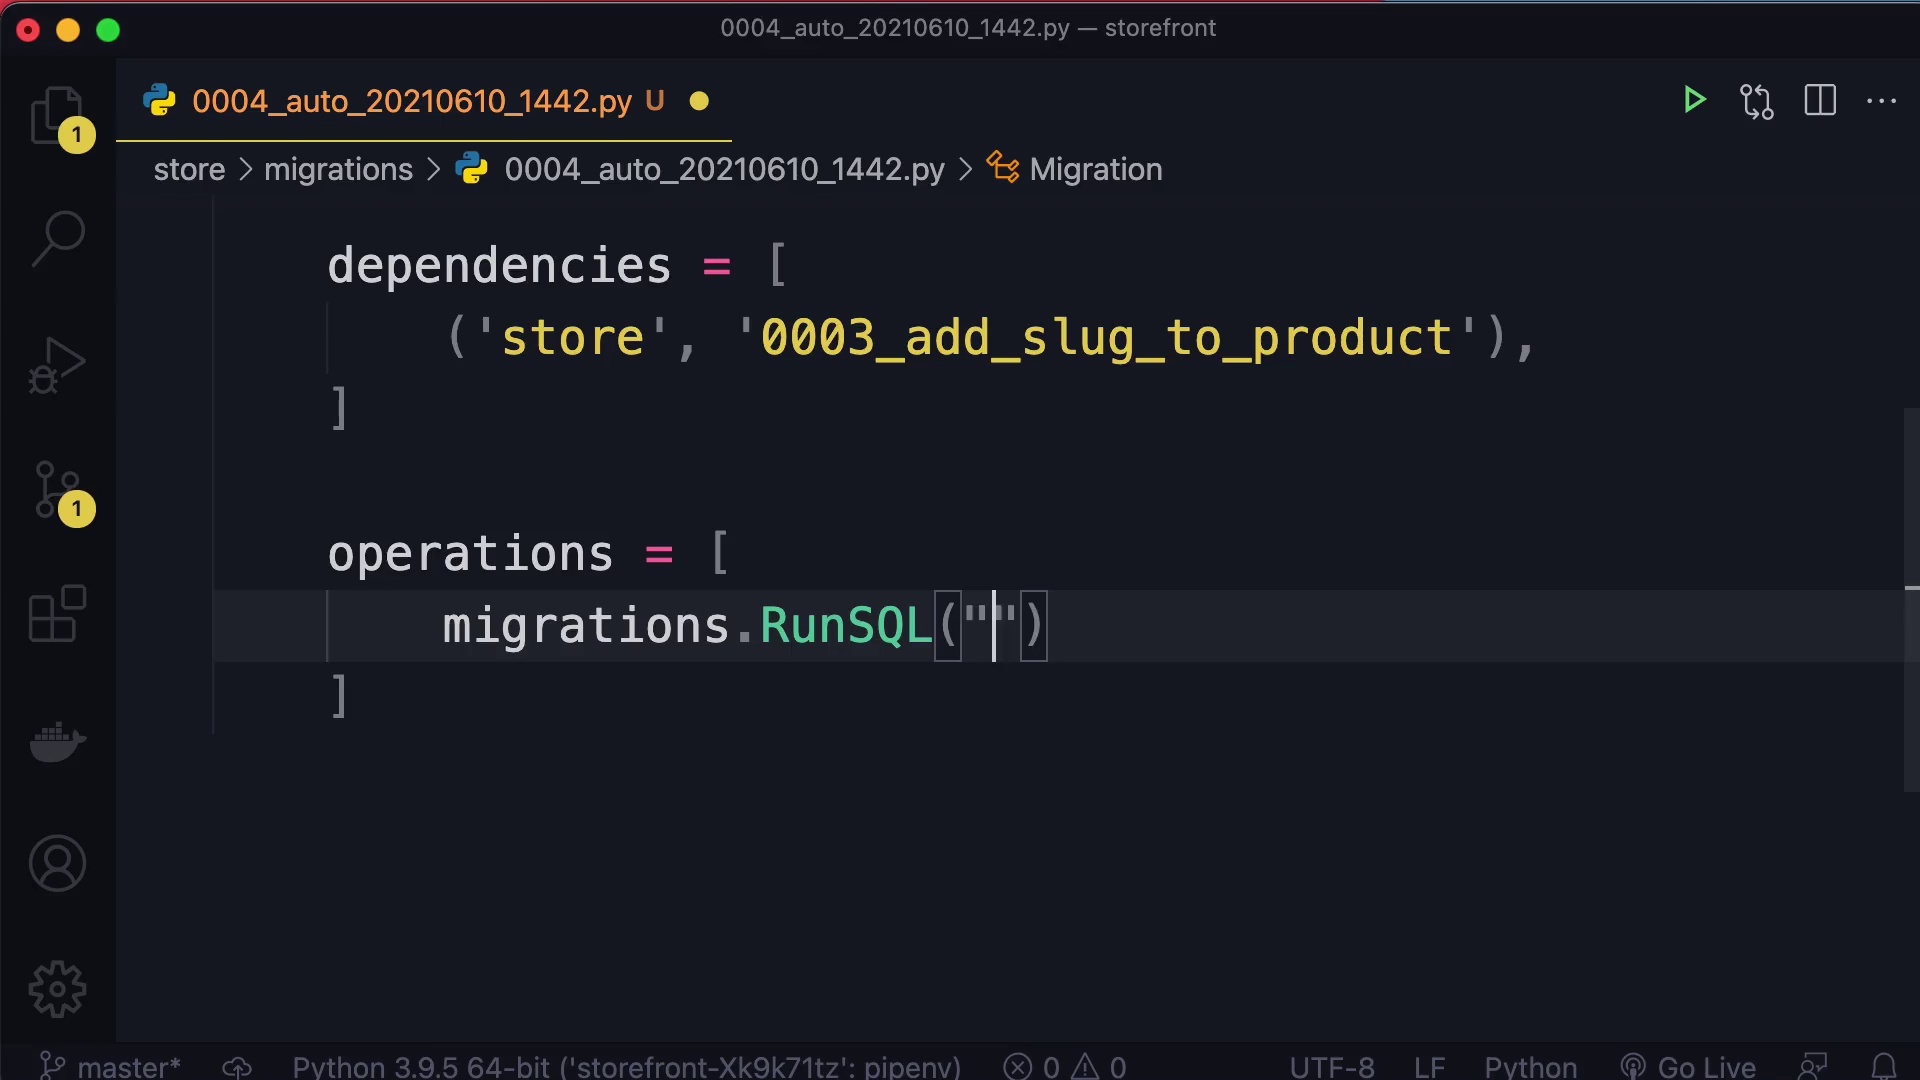 0004_auto_20210610_1442.py — storefront
0004_auto_20210610_1442.py U
1
store > migrations > 0004_auto_20210610_1442.py > Migration
dependencies = [
('store', '0003_add_slug_to_product'),
]
1
operations = [
migrations.RunSQL("")
]
master* Python 3.9.5 64-bit ('storefront-Xk9k71tz': pipenv) 0 0 UTF-8 LF Python Go Live